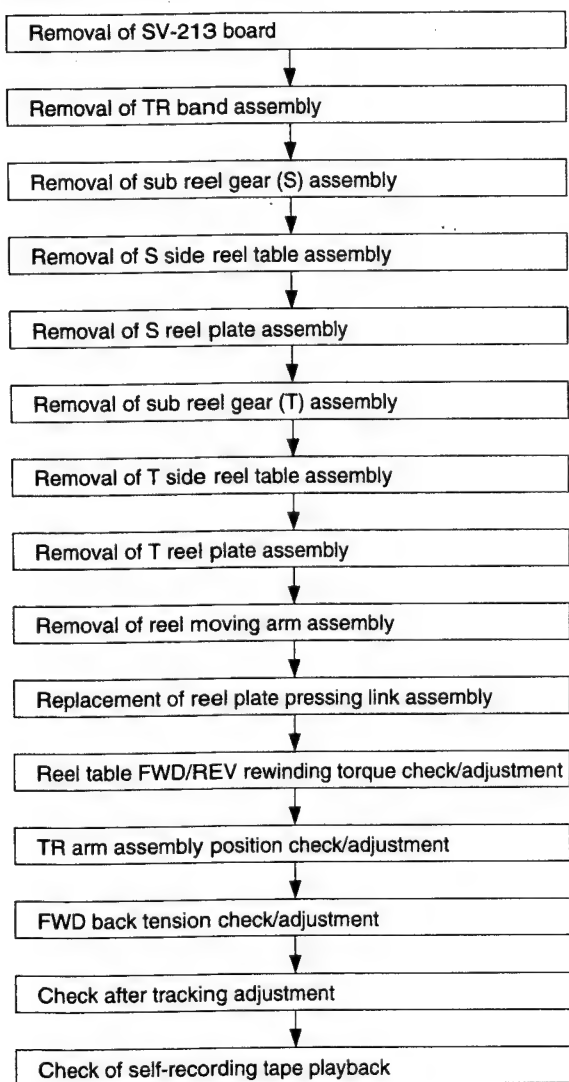 Removal of SV-213 board
Removal of TR band assembly
Removal of sub reel gear (S) assembly
Removal of S side reel table assembly
Removal of S reel plate assembly
Removal of sub reel gear (T) assembly
Removal of T side reel table assembly
Removal of T reel plate assembly
Removal of reel moving arm assembly
Replacement of reel plate pressing link assembly
Reel table FWD/REV rewinding torque check/adjustment
TR arm assembly position check/adjustment
FWD back tension check/adjustment
Check after tracking adjustment
Check of self-recording tape playback